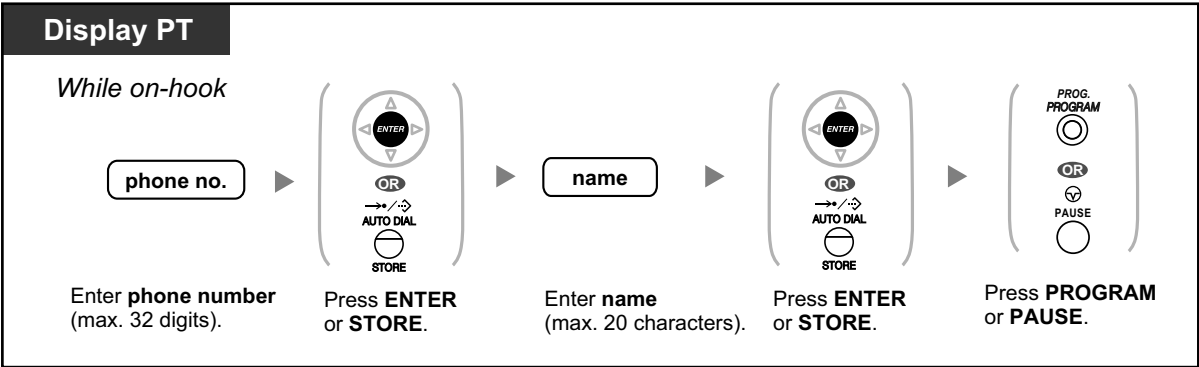 Display PT
While on-hook
phone no.
ENTER
OR
AUTO DIAL
STORE
name
ENTER
OR
AUTO DIAL
STORE
PROG.
PROGRAM
OR
PAUSE
Enter phone number
(max. 32 digits).
Press ENTER
or STORE.
Enter name
(max. 20 characters).
Press ENTER
or STORE.
Press PROGRAM
or PAUSE.